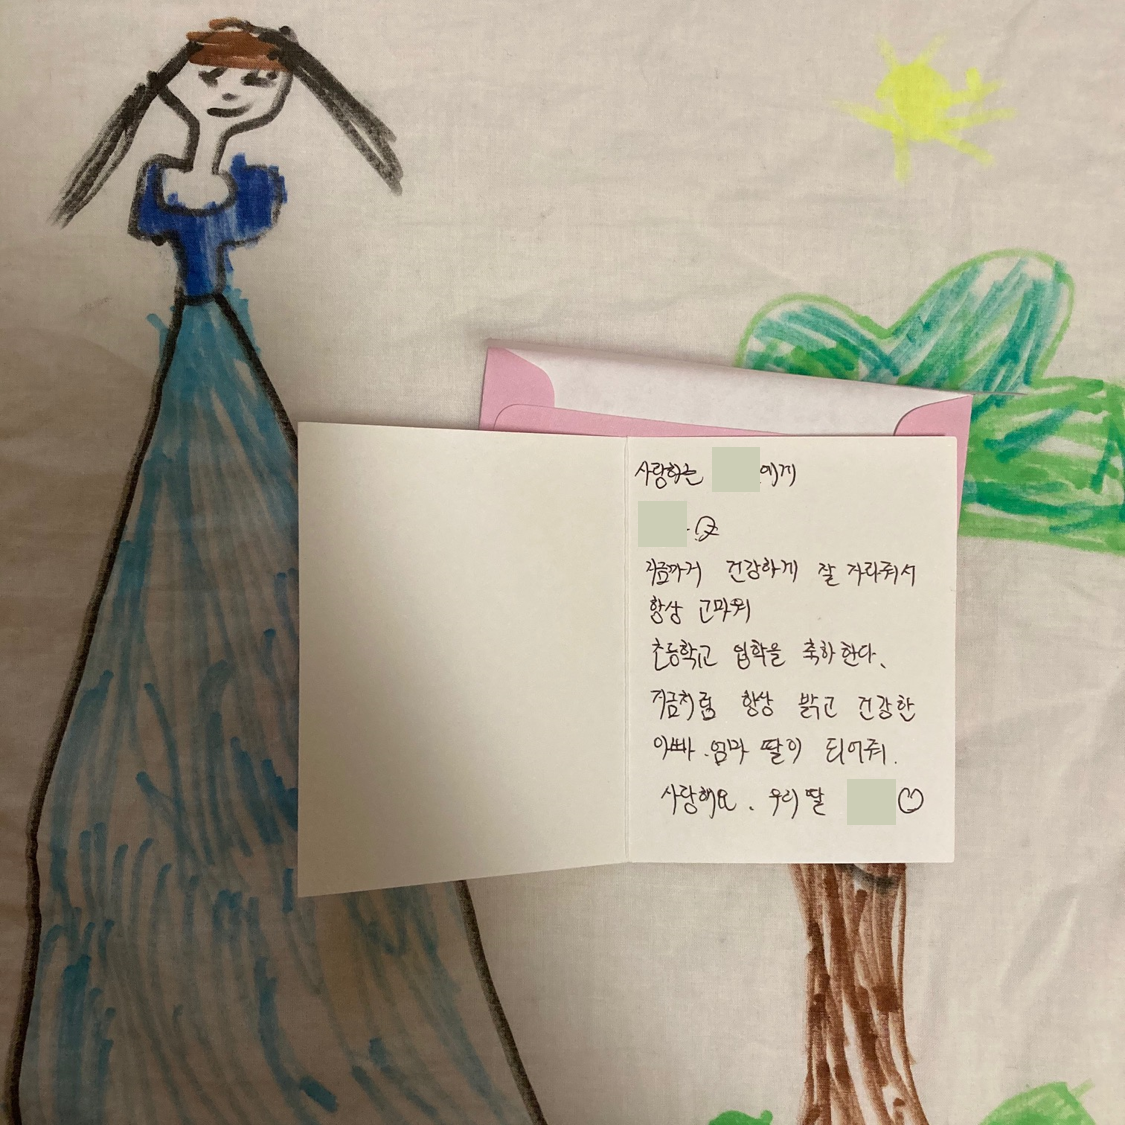 사랑하는 에게
지금까지 건강하게 잘 자라줘서
항상 고마워
초등학교 입학을 축하한다.
지금처럼 항상 밝고 건강한
아빠.엄마 딸이 되어줘.
사랑해요. 우리 딸